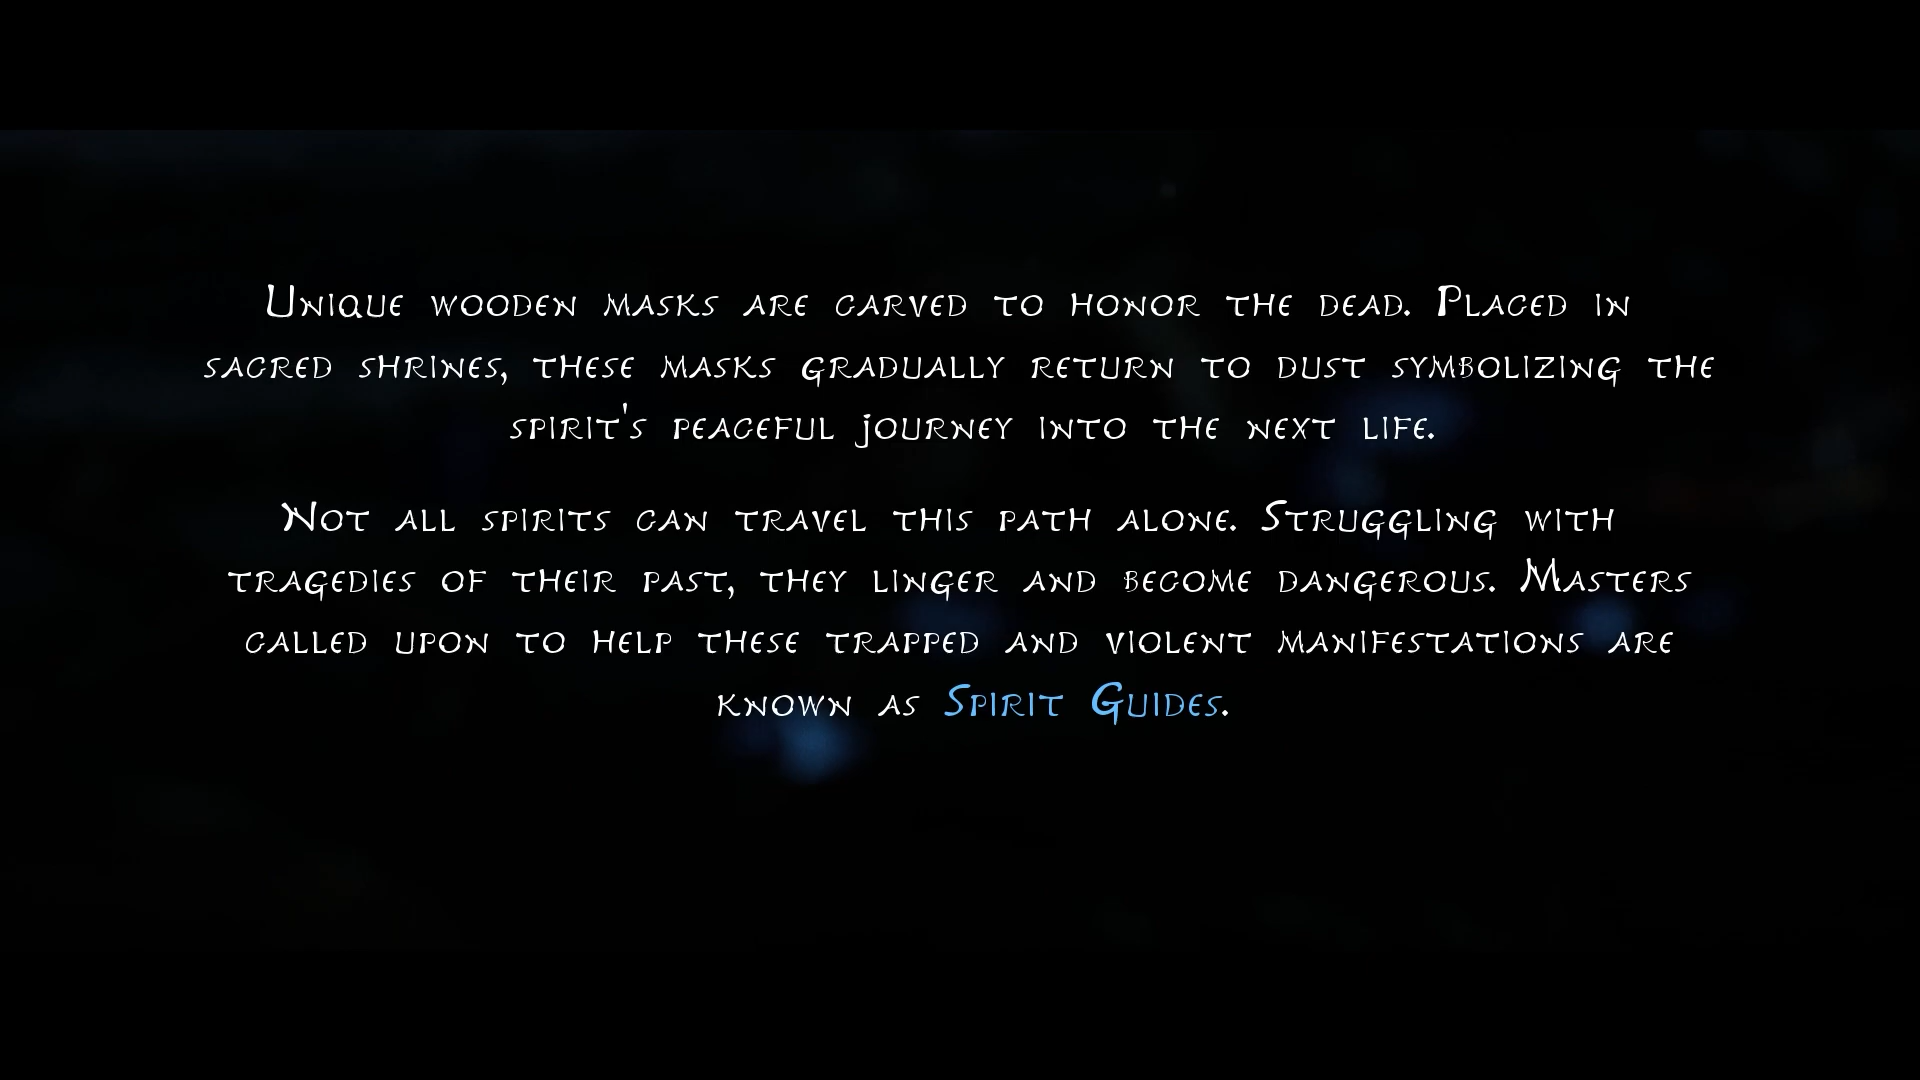 Unique wooden masks are carved to honor the dead. Placed in
sacred shrines, these masks gradually return to dust symbolizing the
spirit's peaceful journey into the next life.
Not all spirits can travel this path alone. Struggling with
tragedies of their past, they linger and become dangerous. Masters
called upon to help these trapped and violent manifestations are
known as Spirit Guides.